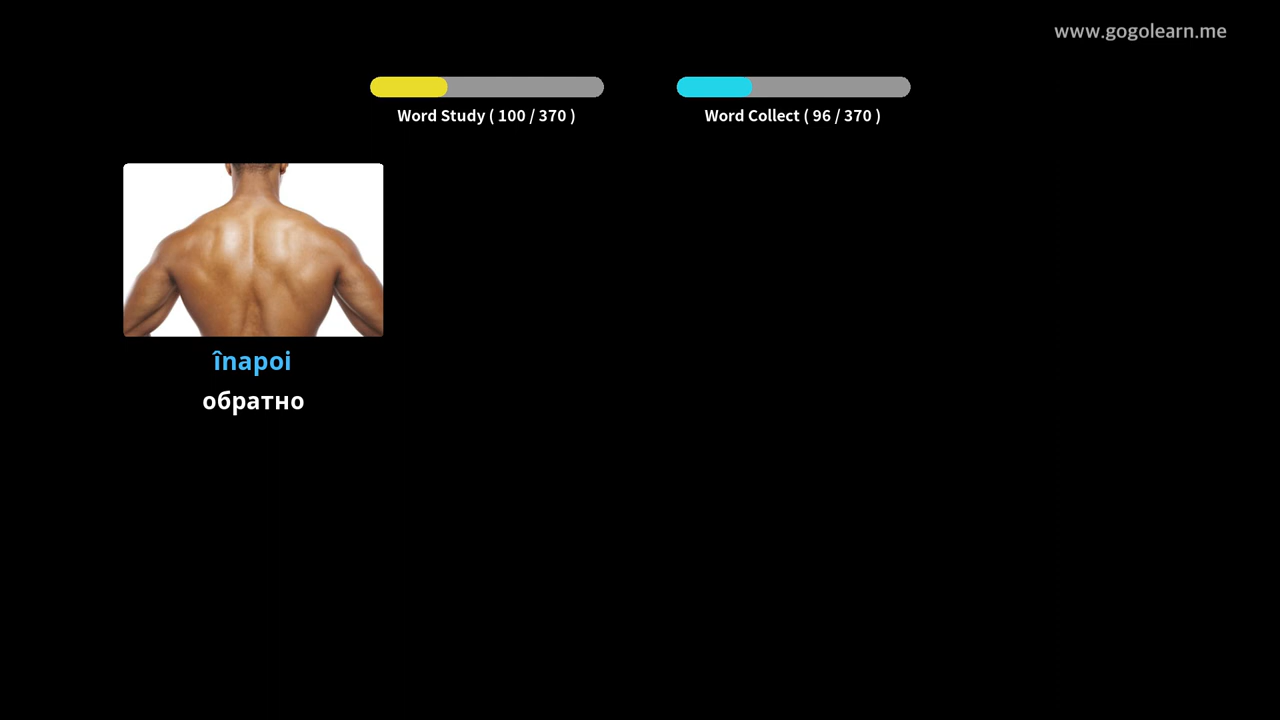 www.gogolearn.me
Word Study ( 100 / 370 )
Word Collect ( 96 / 370 )
înapoi
обратно